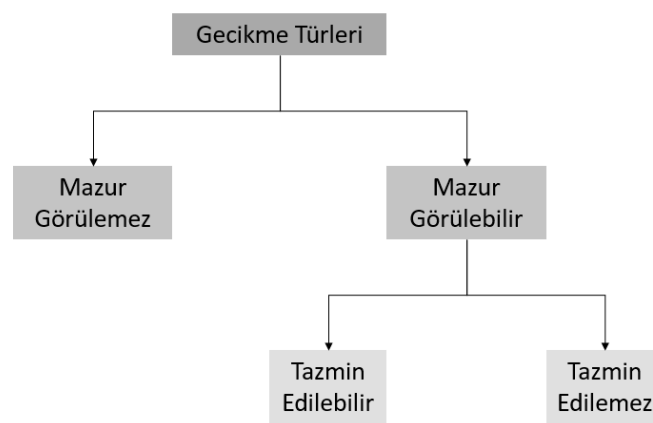 Gecikme Türleri
Mazur
Görülemez
Mazur
Görülebilir
Tazmin
Edilebilir
Tazmin
Edilemez